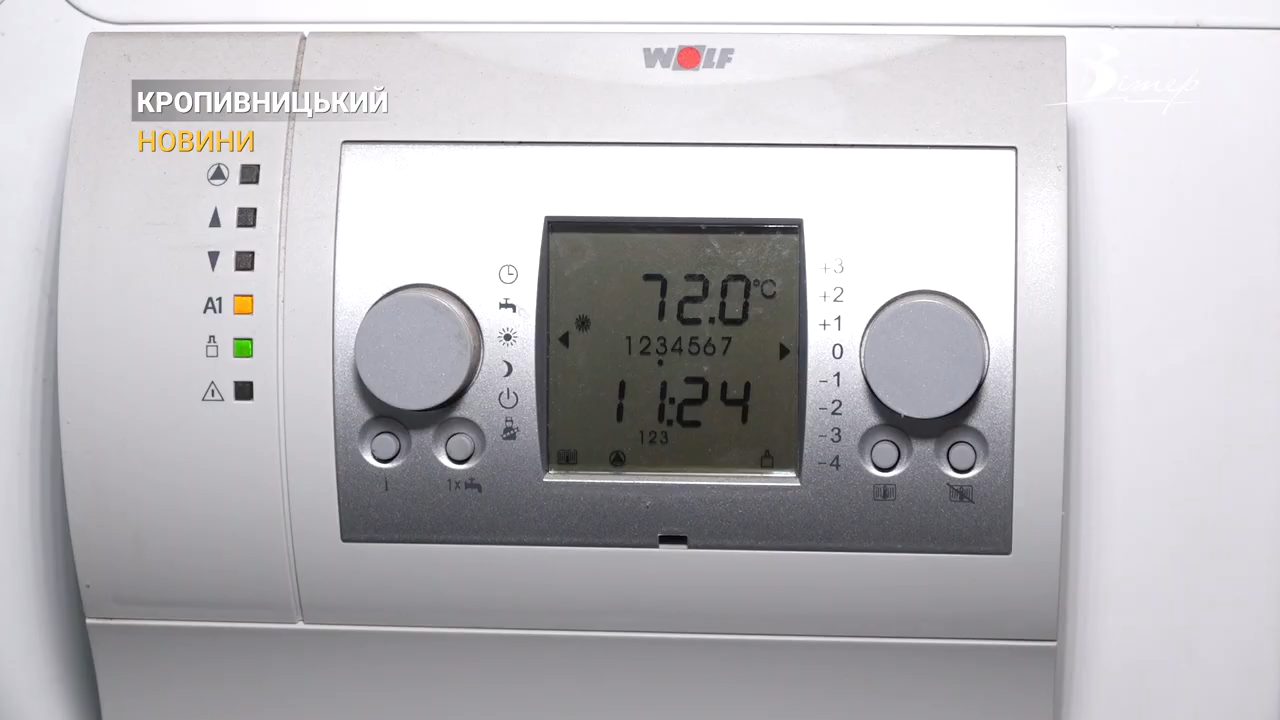 WOLF
Вітер
КРОПИВНИЦЬКИЙ
НОВИНИ
A1
72.0°C
1234567
11:24
123
+3
+2
+1
0
-1
-2
-3
-4
1x